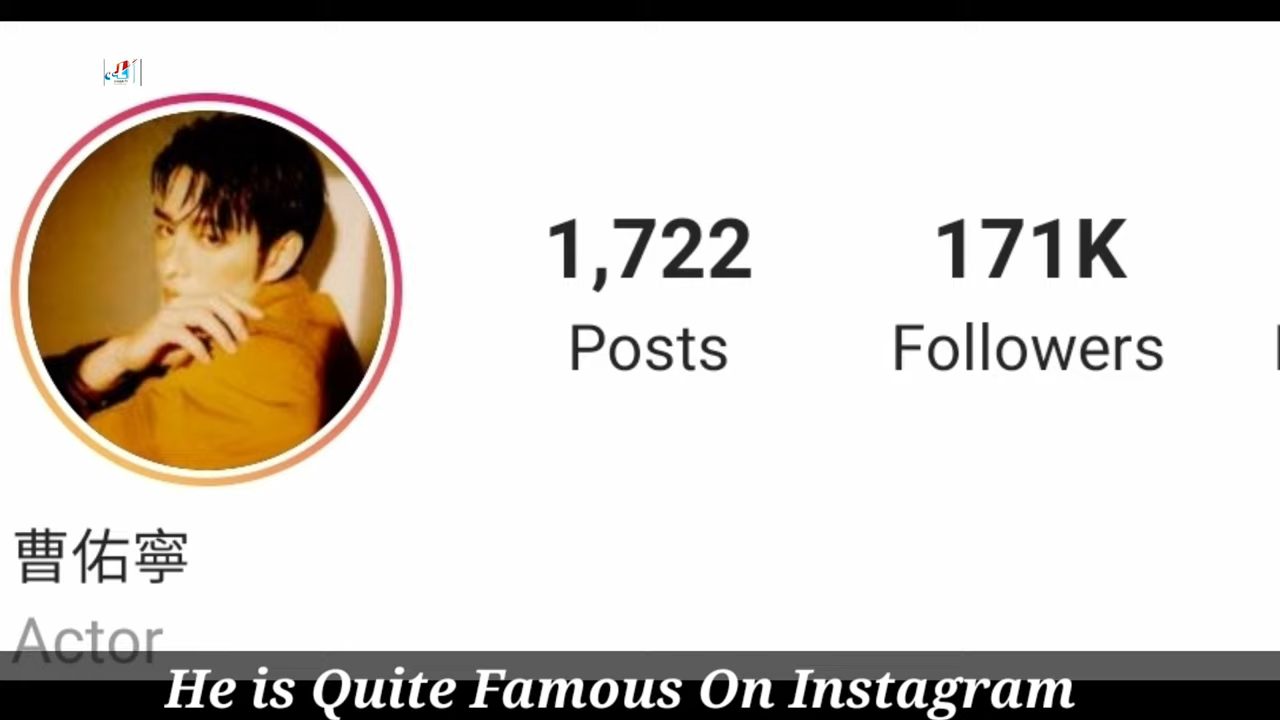 1,722
171K
Posts
Followers
曹佑寧
Actor
He is Quite Famous On Instagram